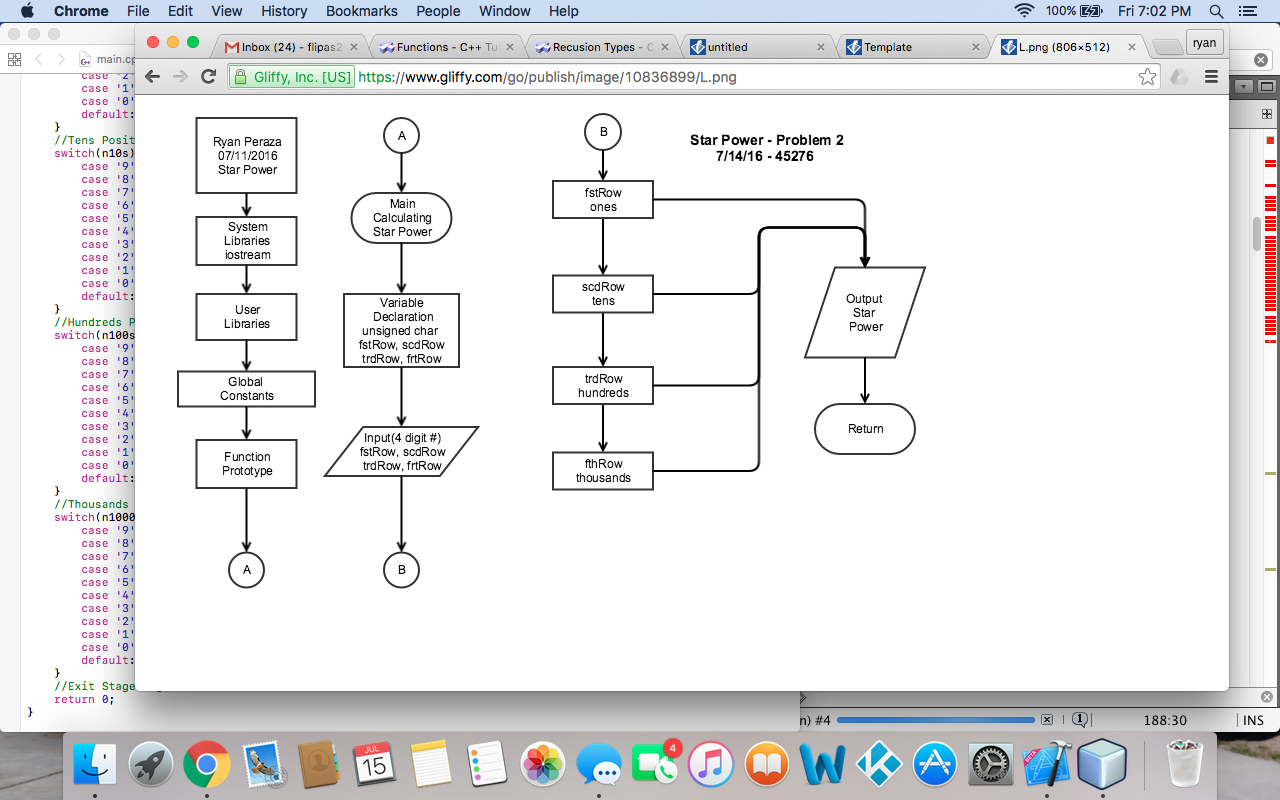 Chrome File Edit View History Bookmarks People Window Help 100% Fri 7:02 PM
Inbox (24) - flipas2
Functions - C++ Tu
Recusion Types - C
untitled
Template
L.png (806×512)
ryan
main.cp
Gliffy, Inc. [US] https://www.gliffy.com/go/publish/image/10836899/L.png
case '2'
case '1'
case '0'
default:
}
//Tens Posit
switch(n10s)
case '9'
case '8'
case '7'
case '6'
case '5'
case '4'
case '3'
case '2'
case '1'
case '0'
default:
}
//Hundreds P
switch(n100s
case '9'
case '8'
case '7'
case '6'
case '5'
case '4'
case '3'
case '2'
case '1'
case '0'
default:
}
//Thousands
switch(n1000
case '9'
case '8'
case '7'
case '6'
case '5'
case '4'
case '3'
case '2'
case '1'
case '0'
default:
}
//Exit Stage
return 0;
}
Ryan Peraza
07/11/2016
Star Power
System
Libraries
iostream
User
Libraries
Global
Constants
Function
Prototype
A
A
Main
Calculating
Star Power
Variable
Declaration
unsigned char
fstRow, scdRow
trdRow, frtRow
Input(4 digit #)
fstRow, scdRow
trdRow, frtRow
B
B
fstRow
ones
scdRow
tens
trdRow
hundreds
fthRow
thousands
Star Power - Problem 2
7/14/16 - 45276
Output
Star
Power
Return
n) #4
1
188:30
INS
JUL
15
4
BETA